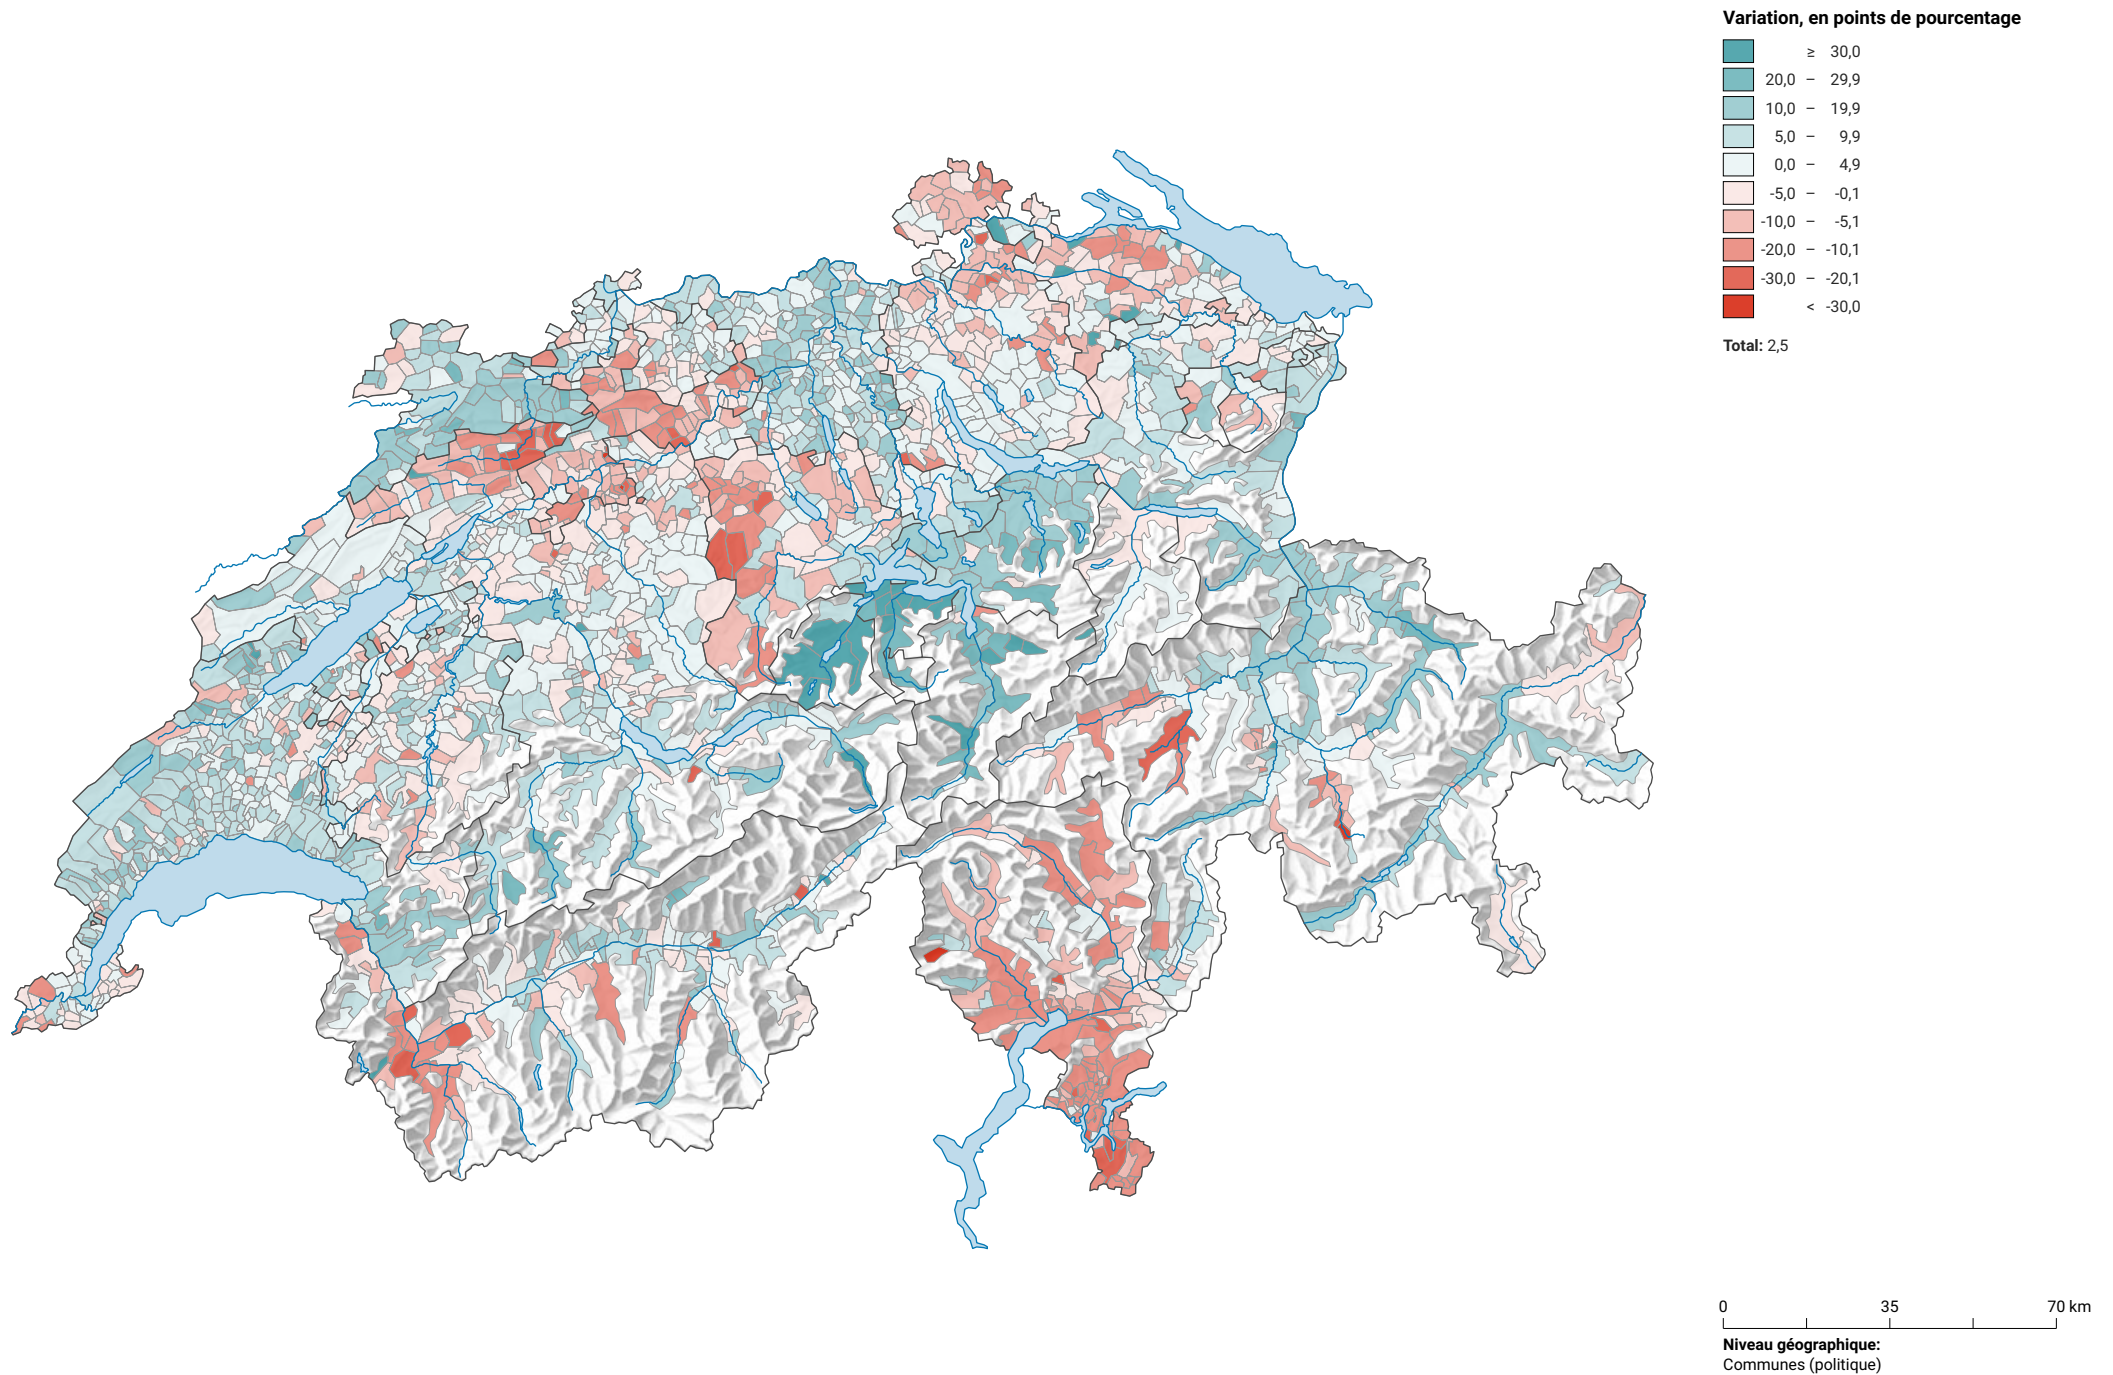 Variation, en points de pourcentage
≥ 30,0
20,0 – 29,9
10,0 – 19,9
5,0 – 9,9
0,0 – 4,9
-5,0 – -0,1
-10,0 – -5,1
-20,0 – -10,1
-30,0 – -20,1
< -30,0
Total: 2,5
0 35 70 km
Niveau géographique:
Communes (politique)